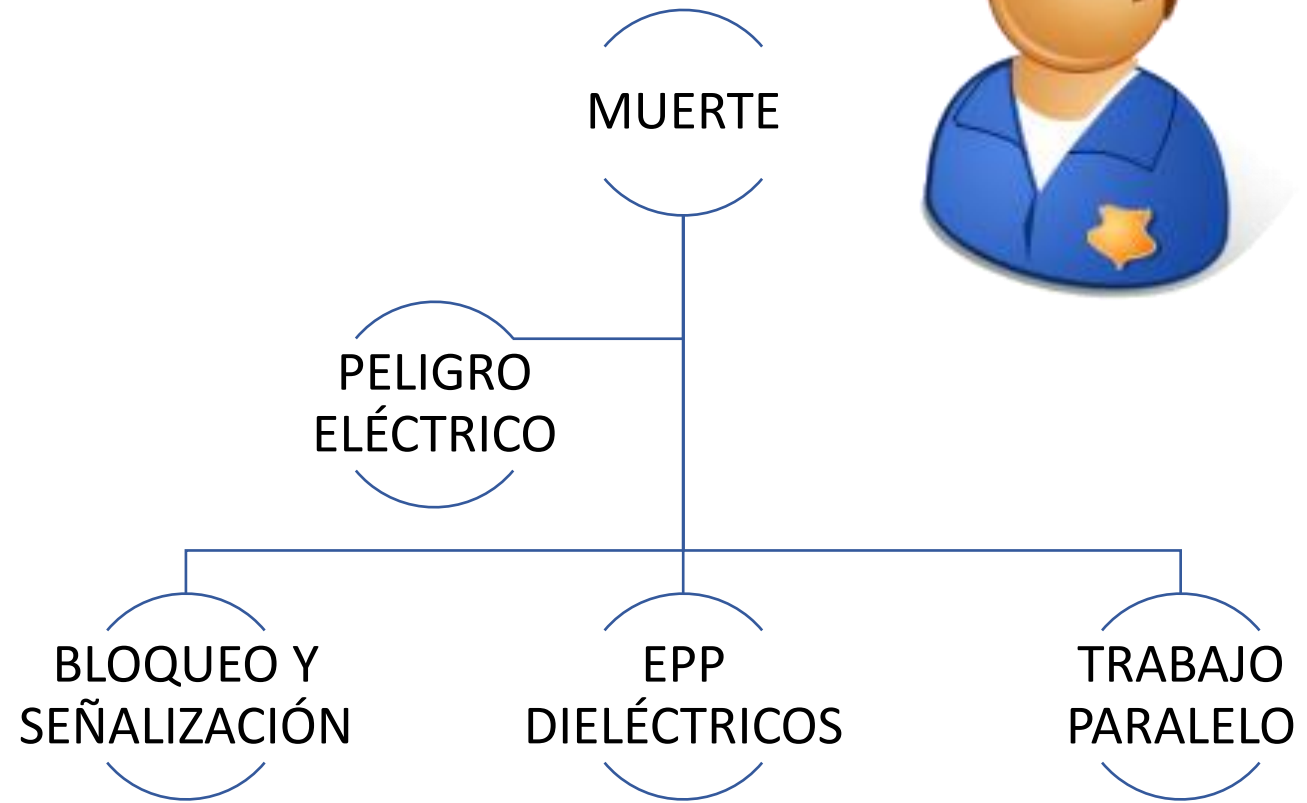 MUERTE
PELIGRO
ELÉCTRICO
BLOQUEO Y
SEÑALIZACIÓN
EPP
DIELÉCTRICOS
TRABAJO
PARALELO